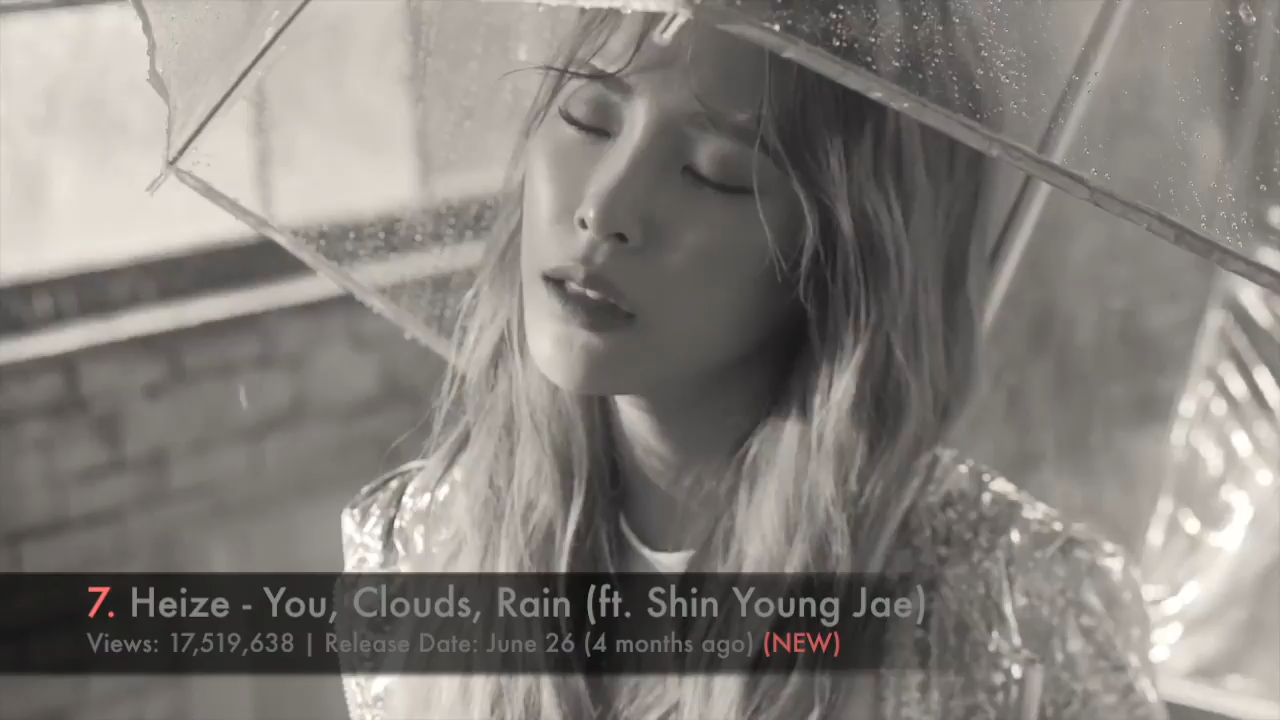 7. Heize - You, Clouds, Rain (ft. Shin Young Jae)
Views: 17,519,638 | Release Date: June 26 (4 months ago) (NEW)